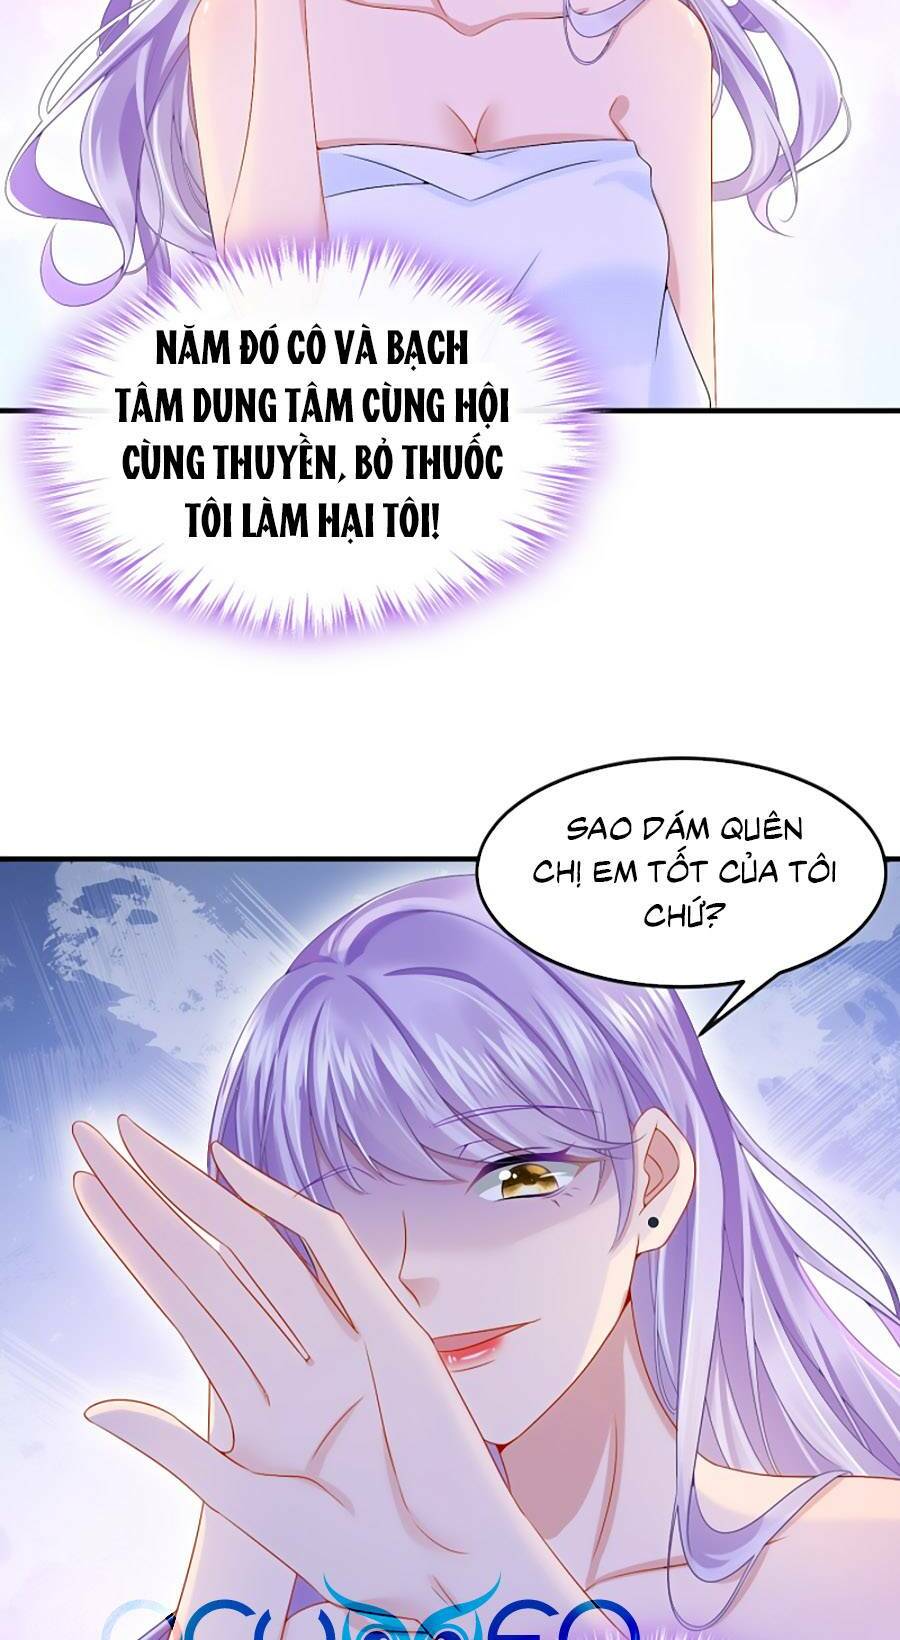 NĂM ĐÓ CÔ VÀ BẠCH
TÂM DUNG TÂM CÙNG HỘI
CÙNG THUYỀN, BỎ THUỐC
TÔI LÀM HẠI TÔI!
SAO DÁM QUÊN
CHỊ EM TỐT CỦA TÔI
CHỨ?